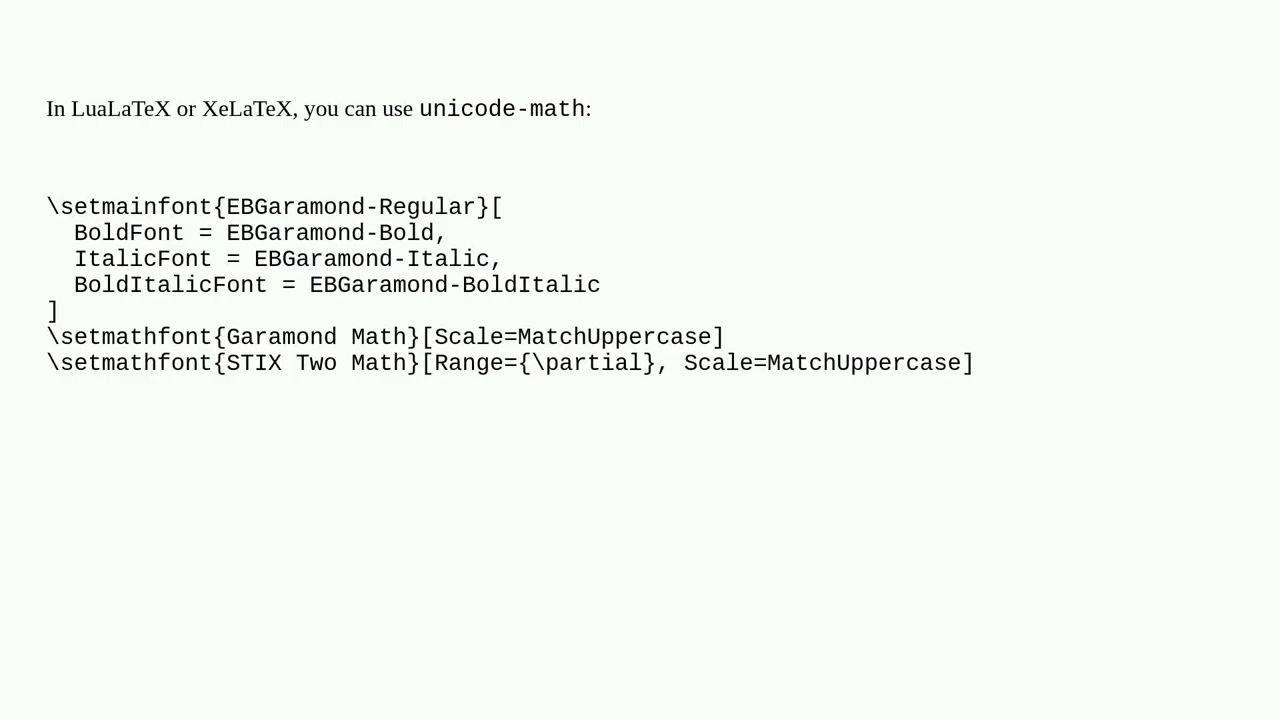 In LuaLaTeX or XeLaTeX, you can use unicode-math:
\setmainfont{EBGaramond-Regular}[
  BoldFont = EBGaramond-Bold,
  ItalicFont = EBGaramond-Italic,
  BoldItalicFont = EBGaramond-BoldItalic
]
\setmathfont{Garamond Math}[Scale=MatchUppercase]
\setmathfont{STIX Two Math}[Range={\partial}, Scale=MatchUppercase]